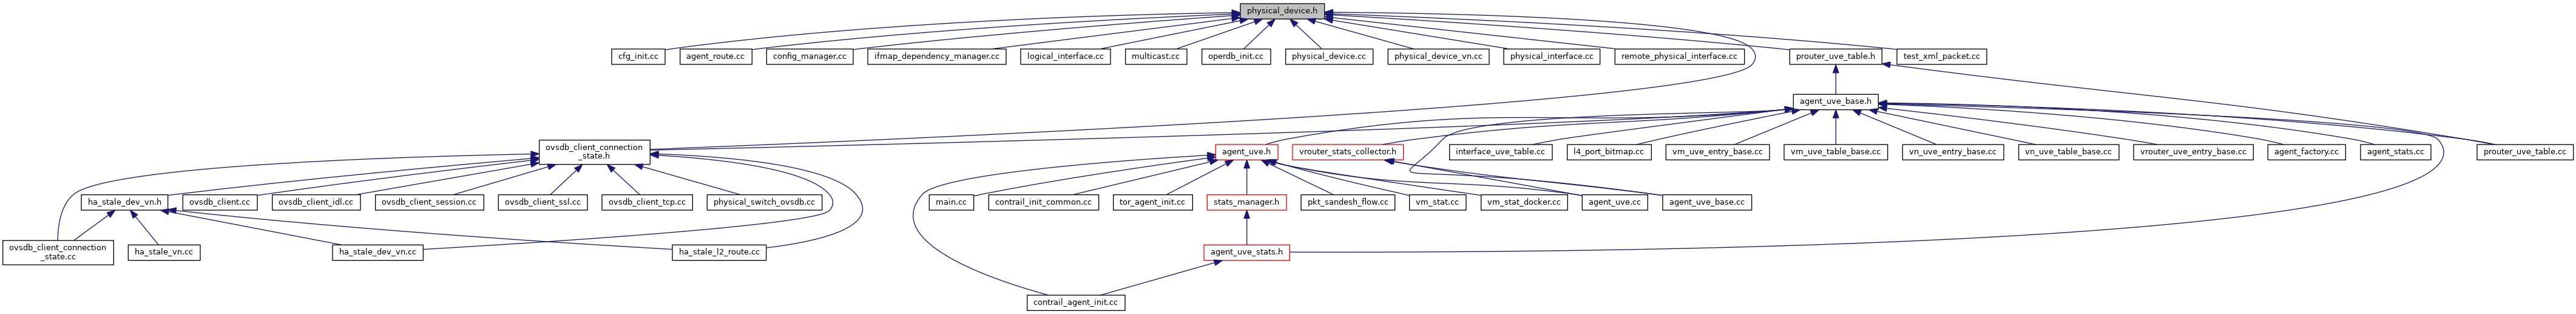 physical_device.h
cfg_init.cc
agent_route.cc
config_manager.cc
ifmap_dependency_manager.cc
logical_interface.cc
multicast.cc
operdb_init.cc
physical_device.cc
physical_device_vn.cc
physical_interface.cc
remote_physical_interface.cc
prouter_uve_table.h
test_xml_packet.cc
agent_uve_base.h
ovsdb_client_connection
_state.h
agent_uve.h
vrouter_stats_collector.h
interface_uve_table.cc
l4_port_bitmap.cc
vm_uve_entry_base.cc
vm_uve_table_base.cc
vn_uve_entry_base.cc
vn_uve_table_base.cc
vrouter_uve_entry_base.cc
agent_factory.cc
agent_stats.cc
prouter_uve_table.cc
ha_stale_dev_vn.h
ovsdb_client.cc
ovsdb_client_idl.cc
ovsdb_client_session.cc
ovsdb_client_ssl.cc
ovsdb_client_tcp.cc
physical_switch_ovsdb.cc
main.cc
contrail_init_common.cc
tor_agent_init.cc
stats_manager.h
pkt_sandesh_flow.cc
vm_stat.cc
vm_stat_docker.cc
agent_uve.cc
agent_uve_base.cc
ovsdb_client_connection
_state.cc
ha_stale_vn.cc
ha_stale_dev_vn.cc
ha_stale_l2_route.cc
agent_uve_stats.h
contrail_agent_init.cc